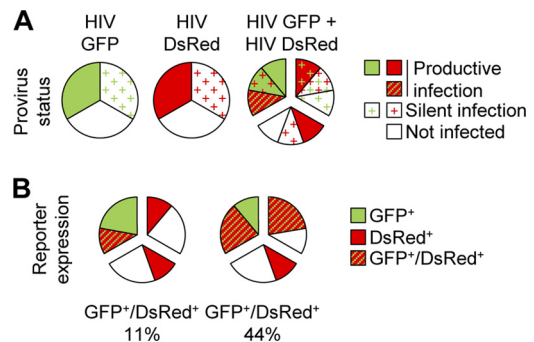 A
HIV
GFP
HIV
DsRed
HIV GFP +
HIV DsRed
Provirus
status
Productive
infection
Silent infection
Not infected
B
Reporter
expression
GFP⁺
DsRed⁺
GFP⁺/DsRed⁺
GFP⁺/DsRed⁺
11%
GFP⁺/DsRed⁺
44%